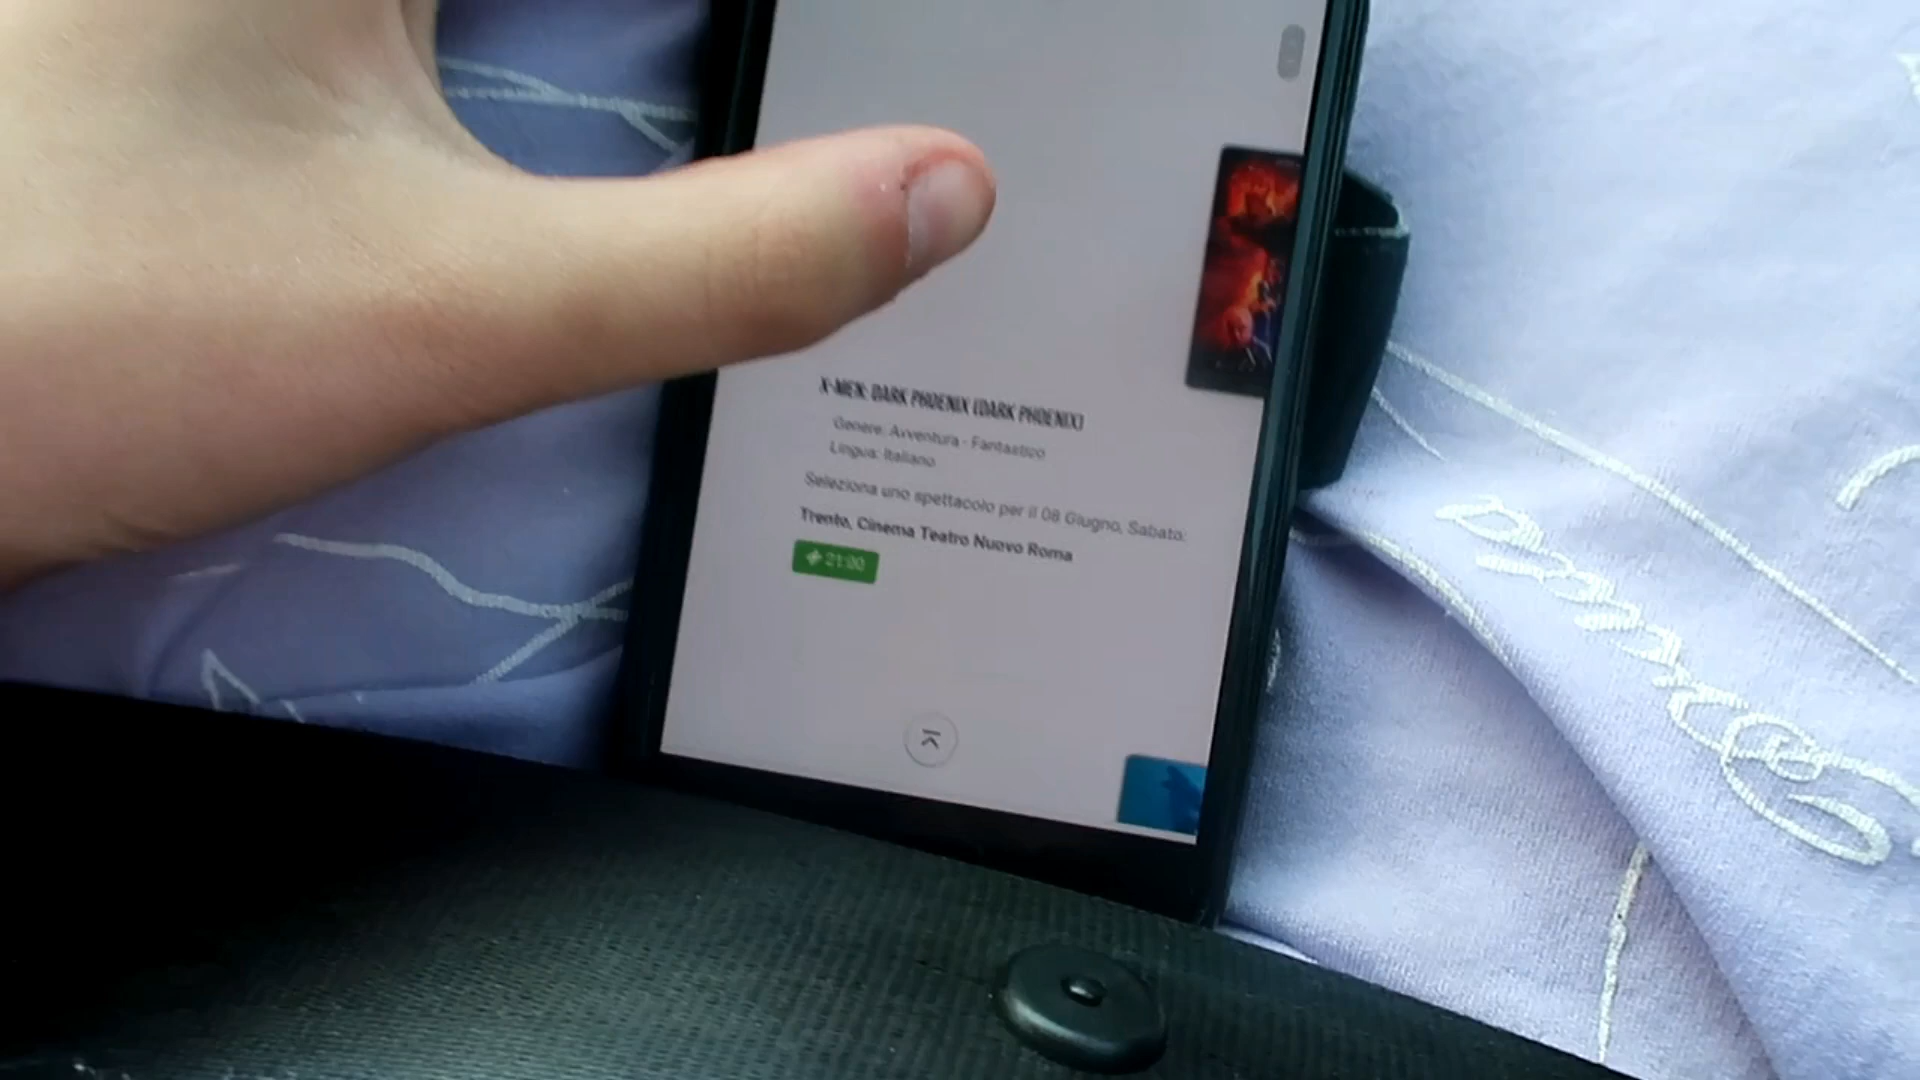 X-MEN: DARK PHOENIX (DARK PHOENIX)
Genere: Avventura - Fantastico
Lingua: Italiano
Seleziona uno spettacolo per il 08 Giugno, Sabato:
Trento, Cinema Teatro Nuovo Roma
21:00